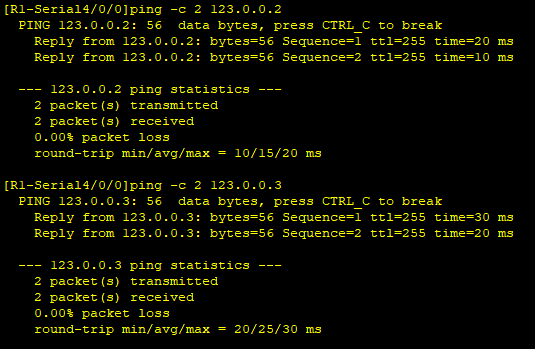 [R1-Serial4/0/0]ping -c 2 123.0.0.2
PING 123.0.0.2: 56  data bytes, press CTRL_C to break
Reply from 123.0.0.2: bytes=56 Sequence=1 ttl=255 time=20 ms
Reply from 123.0.0.2: bytes=56 Sequence=2 ttl=255 time=10 ms
--- 123.0.0.2 ping statistics ---
2 packet(s) transmitted
2 packet(s) received
0.00% packet loss
round-trip min/avg/max = 10/15/20 ms
[R1-Serial4/0/0]ping -c 2 123.0.0.3
PING 123.0.0.3: 56  data bytes, press CTRL_C to break
Reply from 123.0.0.3: bytes=56 Sequence=1 ttl=255 time=30 ms
Reply from 123.0.0.3: bytes=56 Sequence=2 ttl=255 time=20 ms
--- 123.0.0.3 ping statistics ---
2 packet(s) transmitted
2 packet(s) received
0.00% packet loss
round-trip min/avg/max = 20/25/30 ms